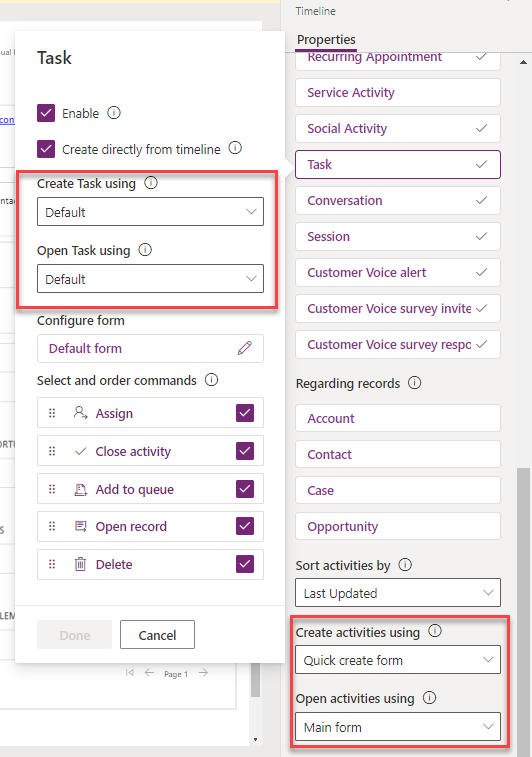 Timeline
Properties
Task
Enable
Create directly from timeline
Create Task using
Default
Open Task using
Default
Configure form
Default form
Select and order commands
Assign
Close activity
Add to queue
Open record
Delete
Done
Cancel
Page 1
Recurring Appointment
Service Activity
Social Activity
Task
Conversation
Session
Customer Voice alert
Customer Voice survey invite
Customer Voice survey respo
Regarding records
Account
Contact
Case
Opportunity
Sort activities by
Last Updated
Create activities using
Quick create form
Open activities using
Main form